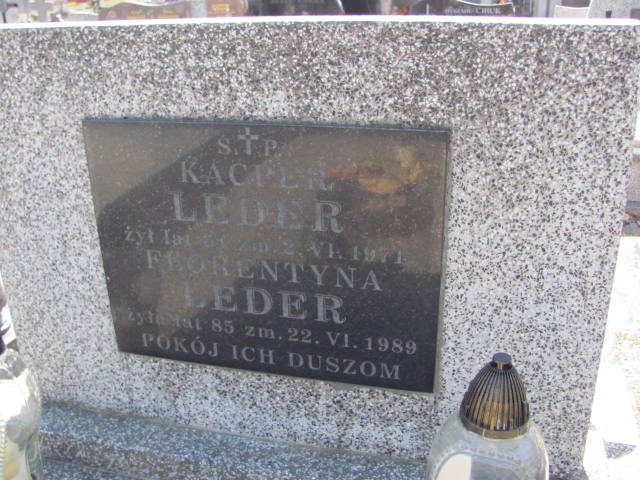 S.✝P.
KACPER
LEDER
żył lat 61 zm. 2. VI. 1971
FLORENTYNA
LEDER
żyła lat 85 zm. 22. VI. 1989
POKÓJ ICH DUSZOM